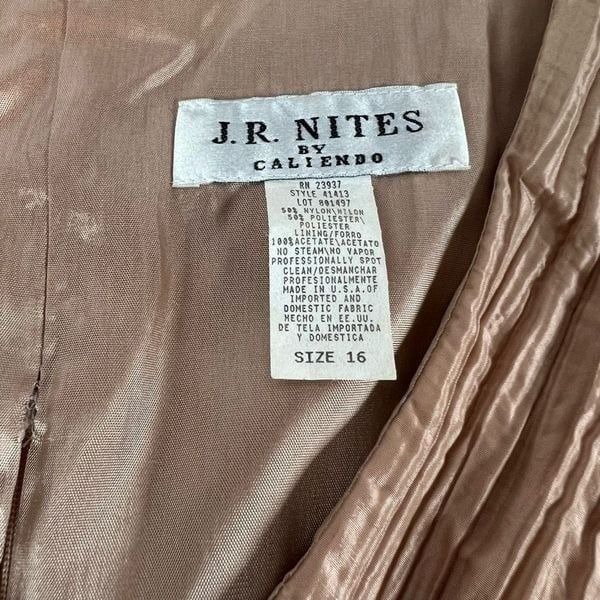 J.R. NITES
BY
CALIENDO
RN 23937
STYLE 41413
LOT 801497
50% NYLON\NILON
50% POLIESTER\
POLIESTER
LINING/FORRO
100%ACETATE\ACETATO
NO STEAM\NO VAPOR
PROFESSIONALLY SPOT
CLEAN/DESMANCHAR
PROFESIONALMENTE
MADE IN U.S.A.OF
IMPORTED AND
DOMESTIC FABRIC
HECHO EN EE.UU.
DE TELA IMPORTADA
Y DOMESTICA
SIZE 16